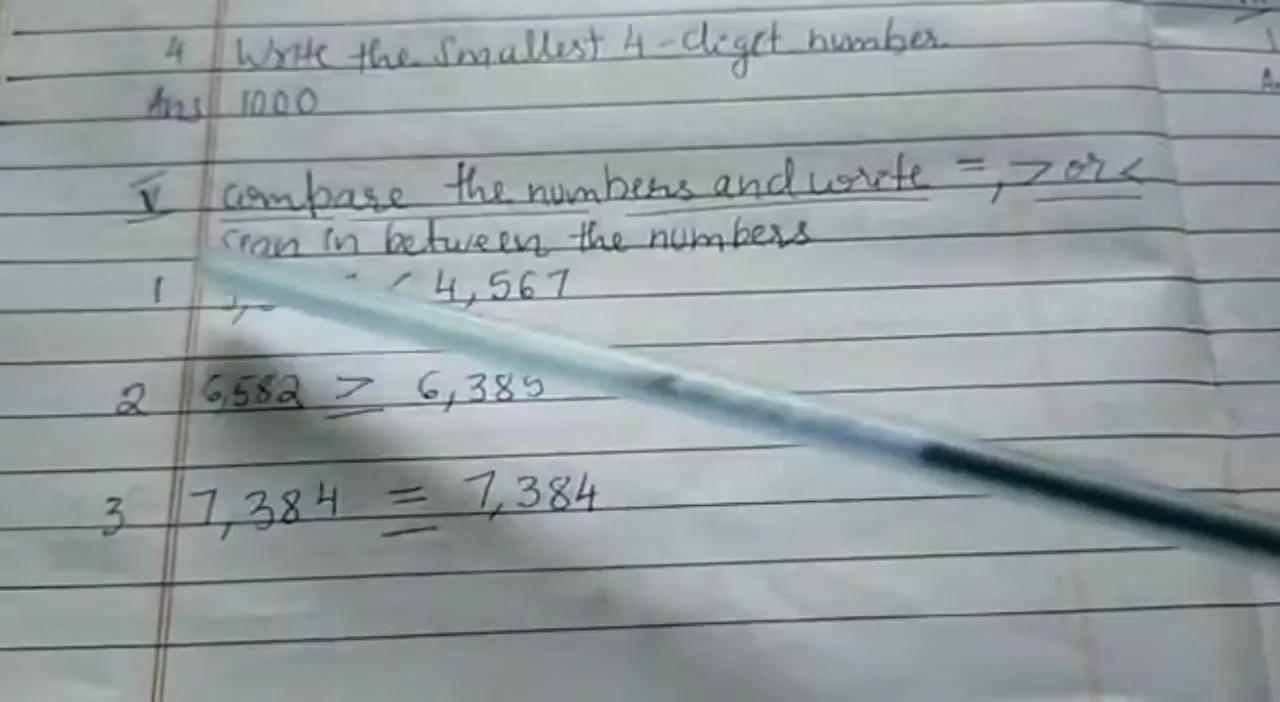 4 Write the smallest 4-diget number
Ans 1000
V compare the numbers and write =, > or <
sign in between the numbers
1 < 4,567
2 6,582 > 6,385
3 7,384 = 7,384